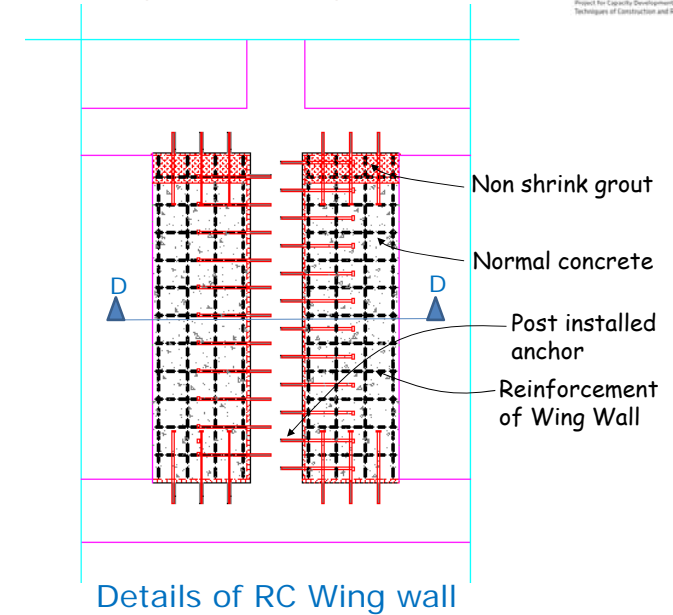 Project for Capacity Development
Techniques of Construction and R
Non shrink grout
Normal concrete
D
D
Post installed
anchor
Reinforcement
of Wing Wall
Details of RC Wing wall